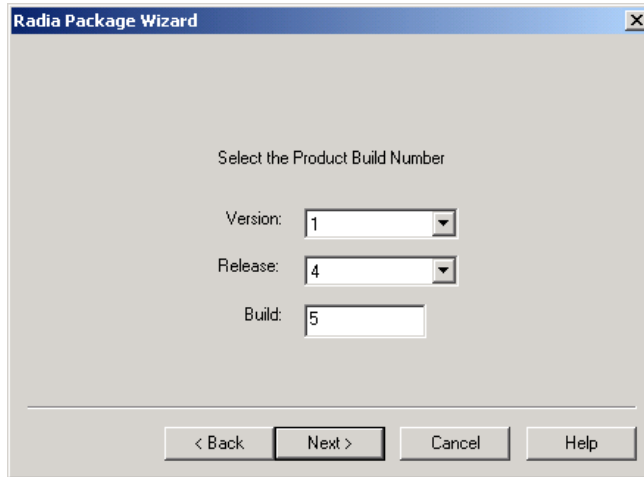 Radia Package Wizard
Select the Product Build Number
Version: 1
Release: 4
Build: 5
< Back Next > Cancel Help